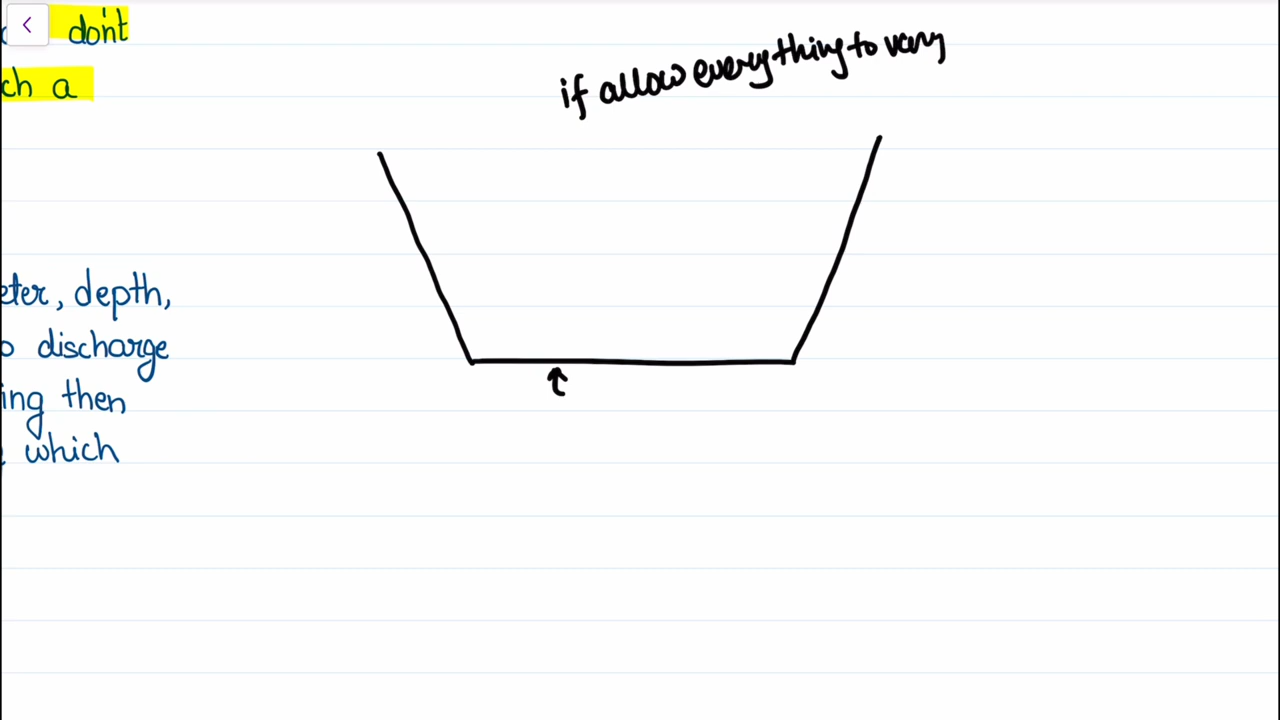 don't
ch a
if allow everything to vary
eter, depth,
o discharge
ing then
which